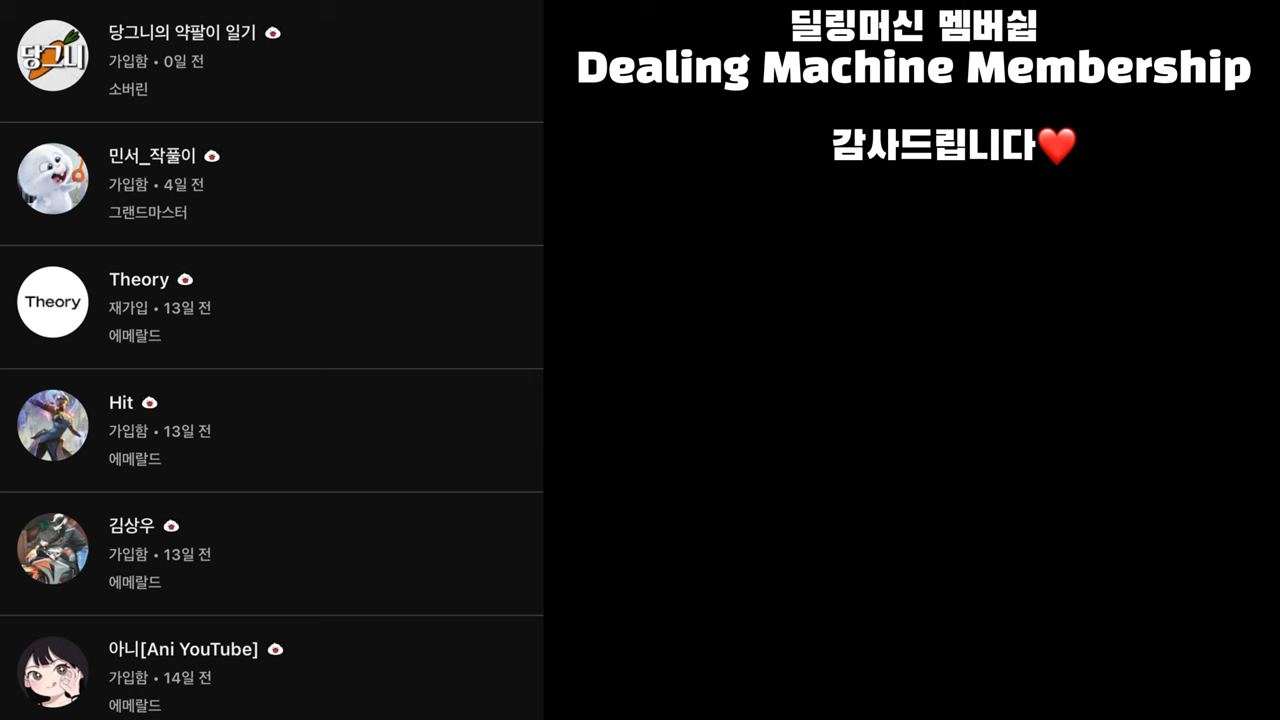 당그니
당그니의 약팔이 일기
가입함 • 0일 전
소버린
민서_작풀이
가입함 • 4일 전
그랜드마스터
Theory
Theory
재가입 • 13일 전
에메랄드
Hit
가입함 • 13일 전
에메랄드
김상우
가입함 • 13일 전
에메랄드
아니[Ani YouTube]
가입함 • 14일 전
에메랄드
딜링머신 멤버쉽
Dealing Machine Membership
감사드립니다❤️